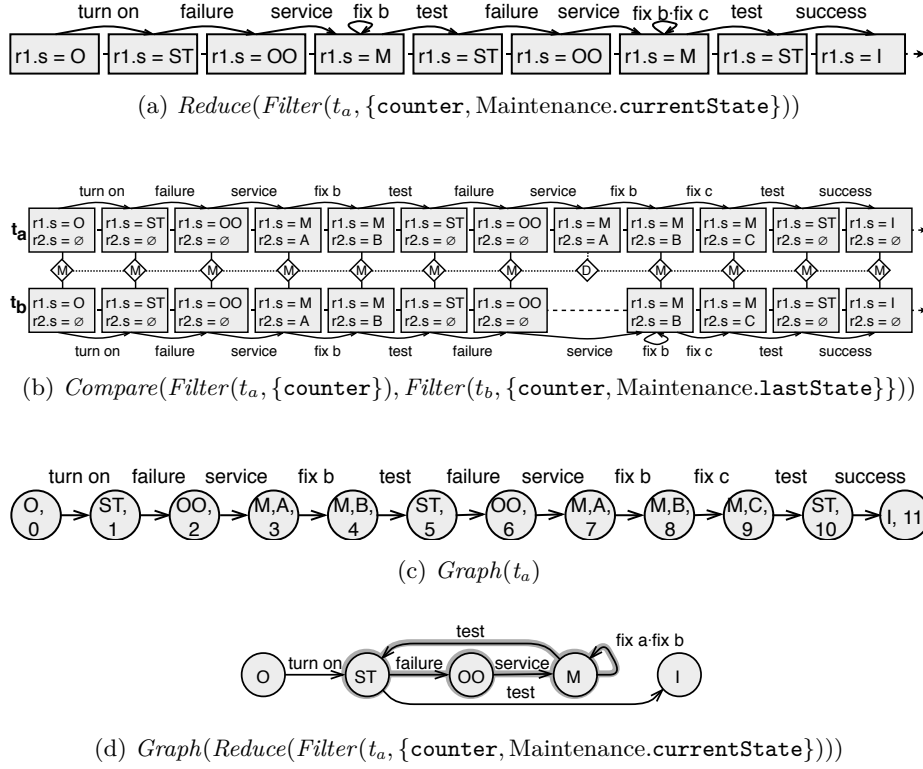 turn on failure service fix b test failure service fix b·fix c test success
r1.s = O r1.s = ST r1.s = OO r1.s = M r1.s = ST r1.s = OO r1.s = M r1.s = ST r1.s = I
(a) Reduce(Filter(t_a, {counter, Maintenance.currentState}))
turn on failure service fix b test failure service fix b fix c test success
t_a
r1.s = O r1.s = ST r1.s = OO r1.s = M r1.s = M r1.s = ST r1.s = OO r1.s = M r1.s = M r1.s = M r1.s = ST r1.s = I
r2.s = ∅ r2.s = ∅ r2.s = ∅ r2.s = A r2.s = B r2.s = ∅ r2.s = ∅ r2.s = A r2.s = B r2.s = C r2.s = ∅ r2.s = ∅
M M M M M M M D M M M M
t_b
r1.s = O r1.s = ST r1.s = OO r1.s = M r1.s = M r1.s = ST r1.s = OO r1.s = M r1.s = M r1.s = ST r1.s = I
r2.s = ∅ r2.s = ∅ r2.s = ∅ r2.s = A r2.s = B r2.s = ∅ r2.s = ∅ r2.s = B r2.s = C r2.s = ∅ r2.s = ∅
turn on failure service fix b test failure service fix b fix c test success
(b) Compare(Filter(t_a, {counter}), Filter(t_b, {counter, Maintenance.lastState}}))
turn on failure service fix b test failure service fix b fix c test success
O, ST, OO, M,A, M,B, ST, OO, M,A, M,B, M,C, ST, I, 11
0 1 2 3 4 5 6 7 8 9 10
(c) Graph(t_a)
test fix a·fix b
O turn on ST failure OO service M I
test
(d) Graph(Reduce(Filter(t_a, {counter, Maintenance.currentState})))